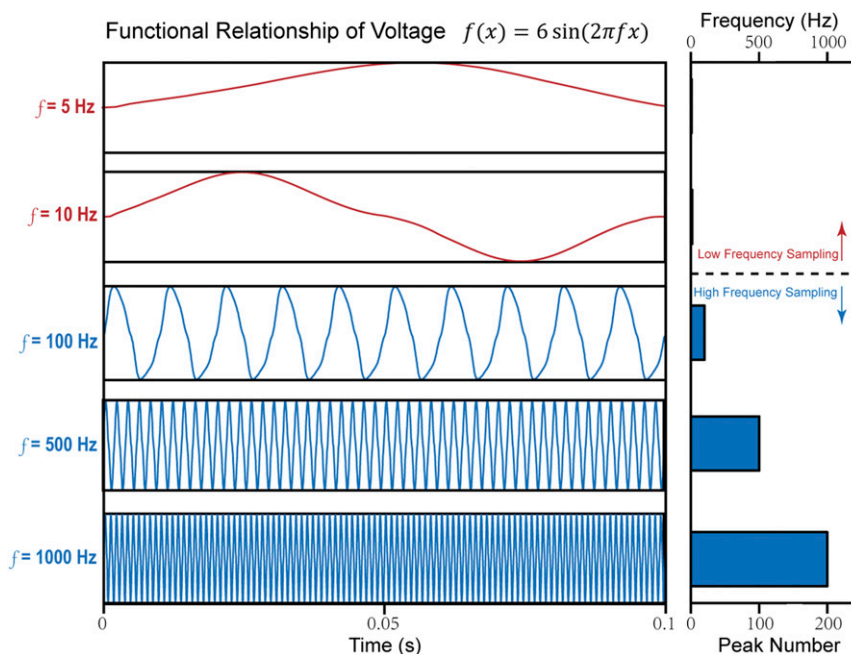 Functional Relationship of Voltage f(x) = 6 sin(2πfx)
Frequency (Hz)
0 500 1000
f = 5 Hz
f = 10 Hz
Low Frequency Sampling
High Frequency Sampling
f = 100 Hz
f = 500 Hz
f = 1000 Hz
0 0.05 0.1
Time (s)
0 100 200
Peak Number